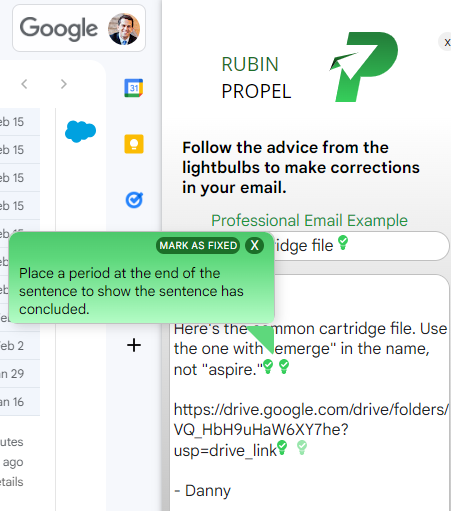 Google
x
RUBIN
PROPEL
31
eb 15
eb 15
eb 15
eb 15
Follow the advice from the
lightbulbs to make corrections
in your email.
Professional Email Example
ridge file
MARK AS FIXED X
Place a period at the end of the
sentence to show the sentence has
concluded.
Here's the common cartridge file. Use
the one with "emerge" in the name,
not "aspire."
eb 2
an 29
an 16
https://drive.google.com/drive/folders/
VQ_HbH9uHaW6XY7he?
usp=drive_link
utes
ago
etails
- Danny